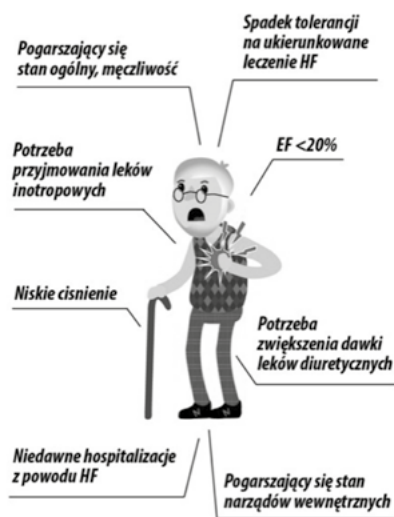 Spadek tolerancji
na ukierunkowane
leczenie HF
Pogarszający się
stan ogólny, męczliwość
EF <20%
Potrzeba
przyjmowania leków
inotropowych
Niskie cisnienie
Potrzeba
zwiększenia dawki
leków diuretycznych
Niedawne hospitalizacje
z powodu HF
Pogarszający się stan
narządów wewnętrznych